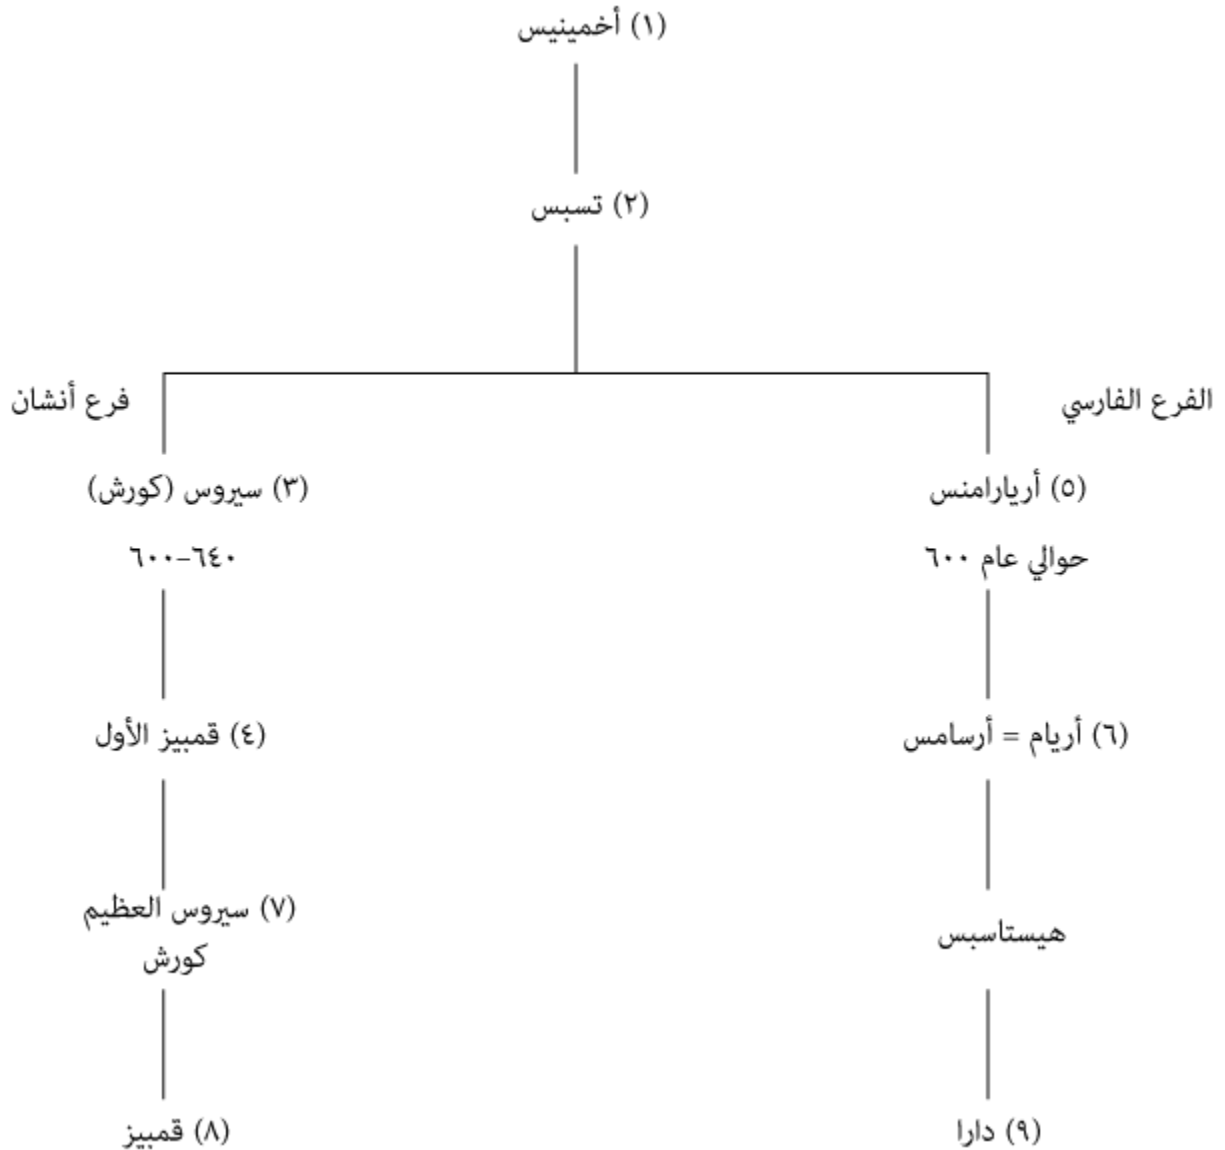 (١) أخمينيس
(٢) تسبس
الفرع الفارسي
فرع أنشان
(٥) أريارامنس
(٣) سيروس (كورش)
حوالي عام ٦٠٠
٦٤٠–٦٠٠
(٦) أريام = أرسامس
(٤) قمبيز الأول
(٧) سيروس العظيم
كورش
هيستاسبس
(٩) دارا
(٨) قمبيز